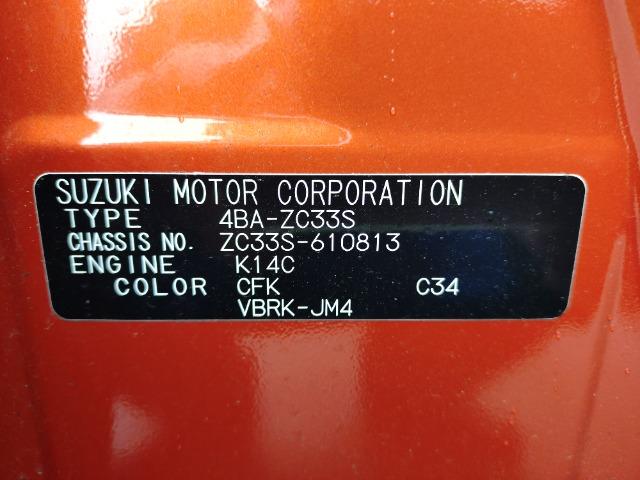 SUZUKI MOTOR CORPORATION
TYPE 4BA-ZC33S
CHASSIS NO. ZC33S-610813
ENGINE K14C
COLOR CFK C34
VBRK-JM4